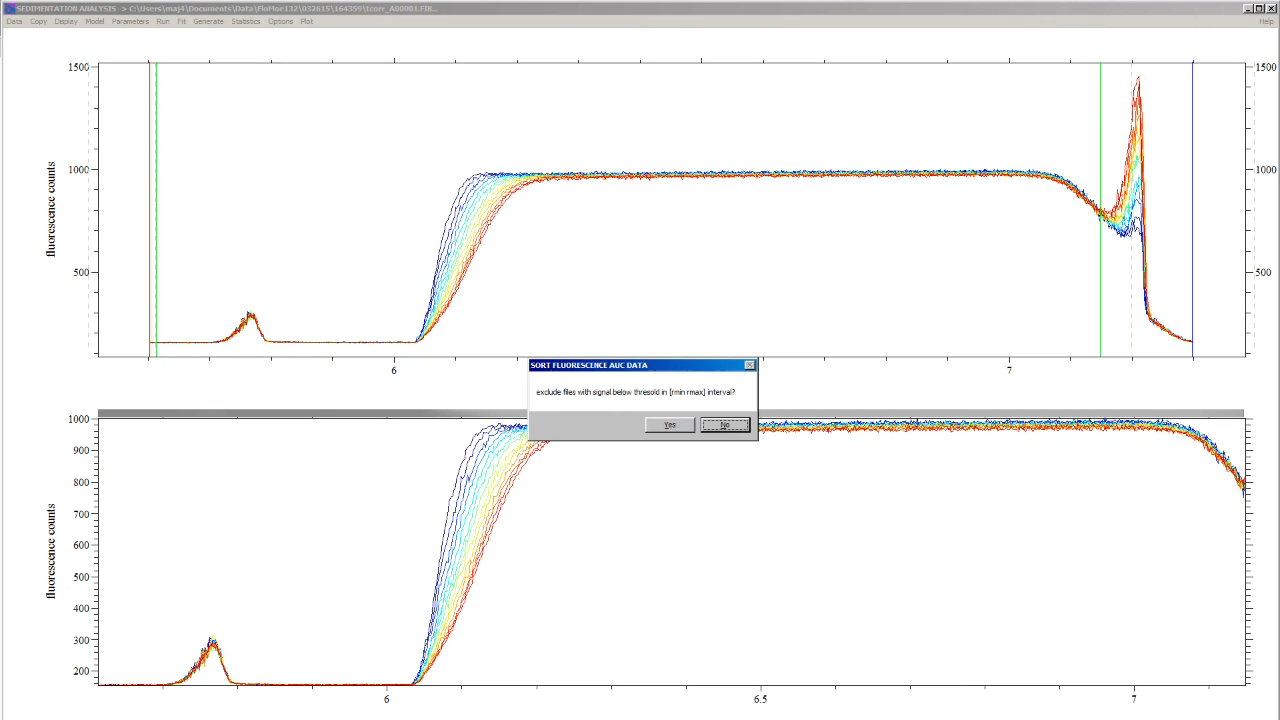 SEDIMENTATION ANALYSIS -> C:\Users\maj4\Documents\Data\FloMoe132\032615\164359\tcorr_A00001.FI8...
Data Copy Display Model Parameters Run Fit Generate Statistics Options Plot Help
1500 1500
1000 1000
500 500
fluorescence counts
6 7
SORT FLUORESCENCE AUC DATA
exclude files with signal below thresold in [rmin rmax] interval?
Yes No
1000
900
800
700
600
500
400
300
200
fluorescence counts
6 6.5 7